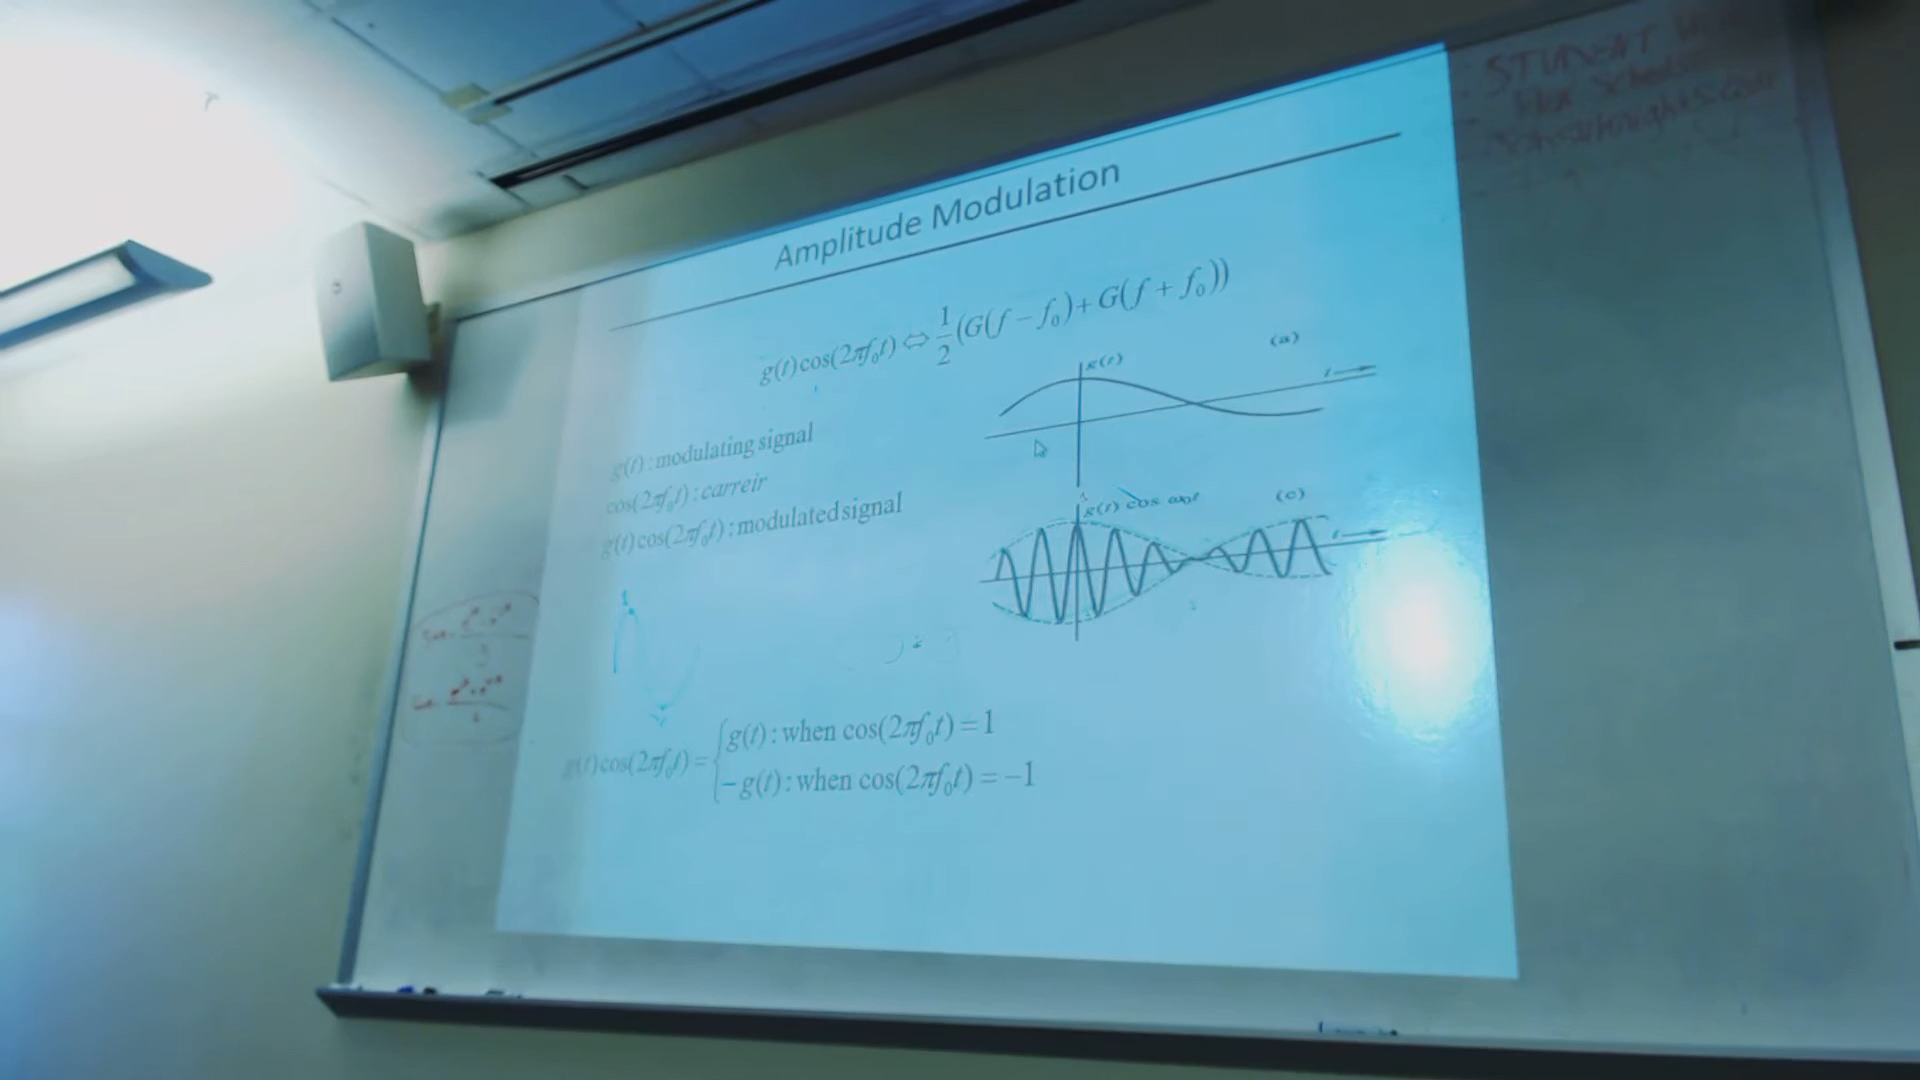 Amplitude Modulation
g(t)cos(2πf₀t) ⇔ 1/2 (G(f − f₀) + G(f + f₀))
(a)
g(t)
t
g(t) : modulating signal
cos(2πf₀t) : carreir
g(t)cos(2πf₀t) : modulated signal
g(t) cos ω₀t
(c)
t
g(t)cos(2πf₀t) = { g(t) : when cos(2πf₀t) = 1
− g(t) : when cos(2πf₀t) = −1
STUDENT